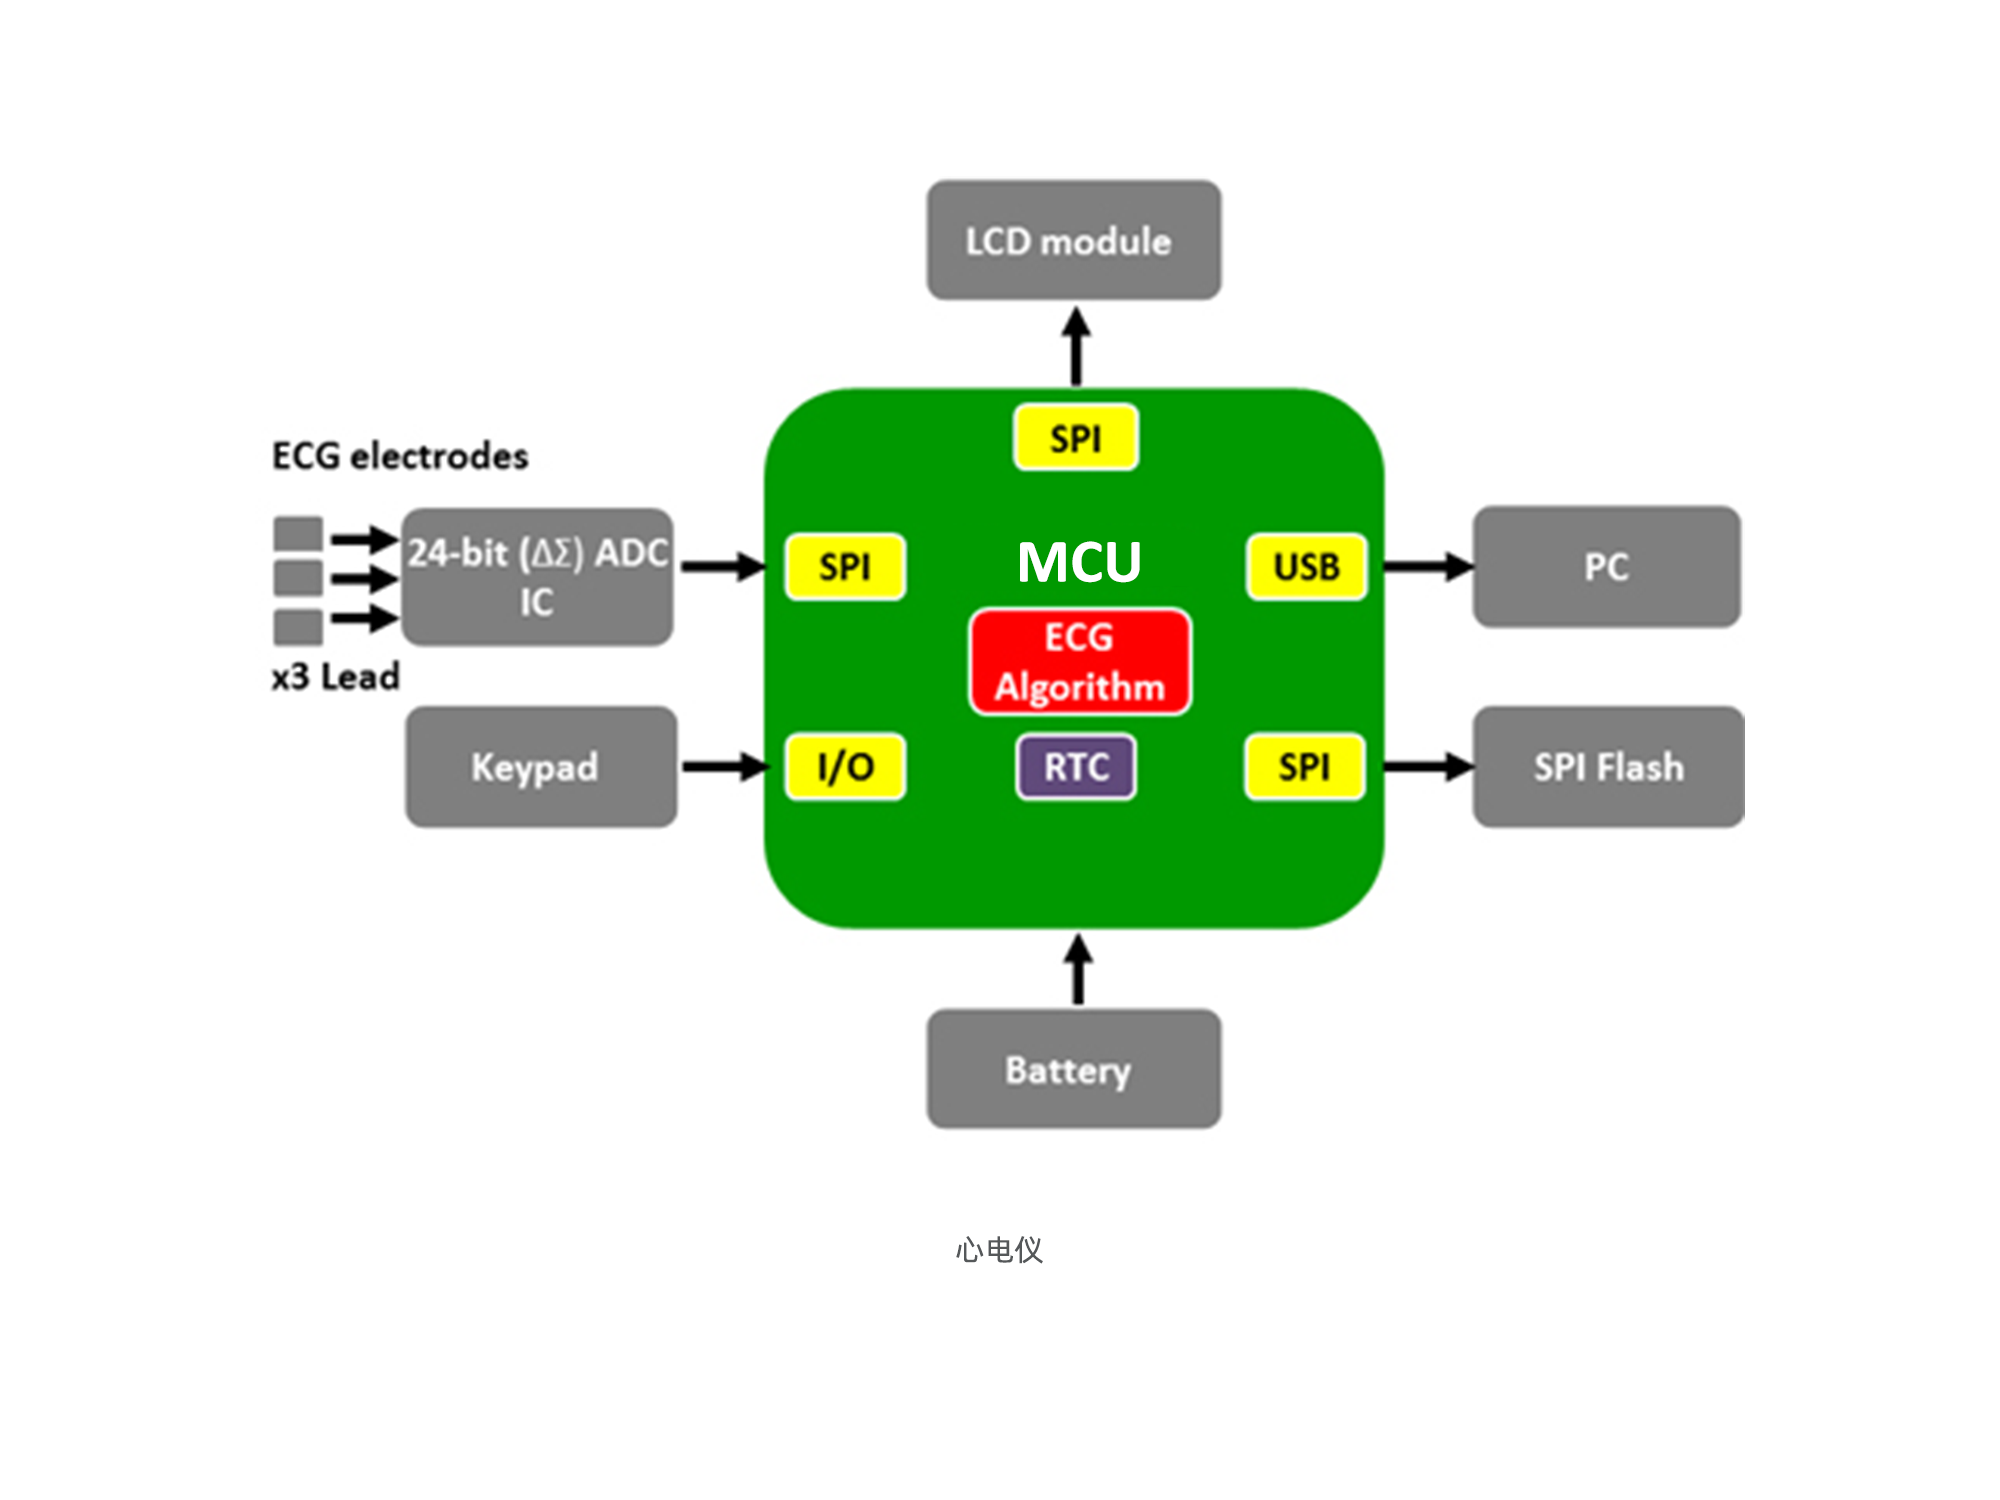 LCD module
SPI
ECG electrodes
24-bit (ΔΣ) ADC
IC
x3 Lead
SPI
MCU
USB
PC
ECG
Algorithm
Keypad
I/O
RTC
SPI
SPI Flash
Battery
心电仪